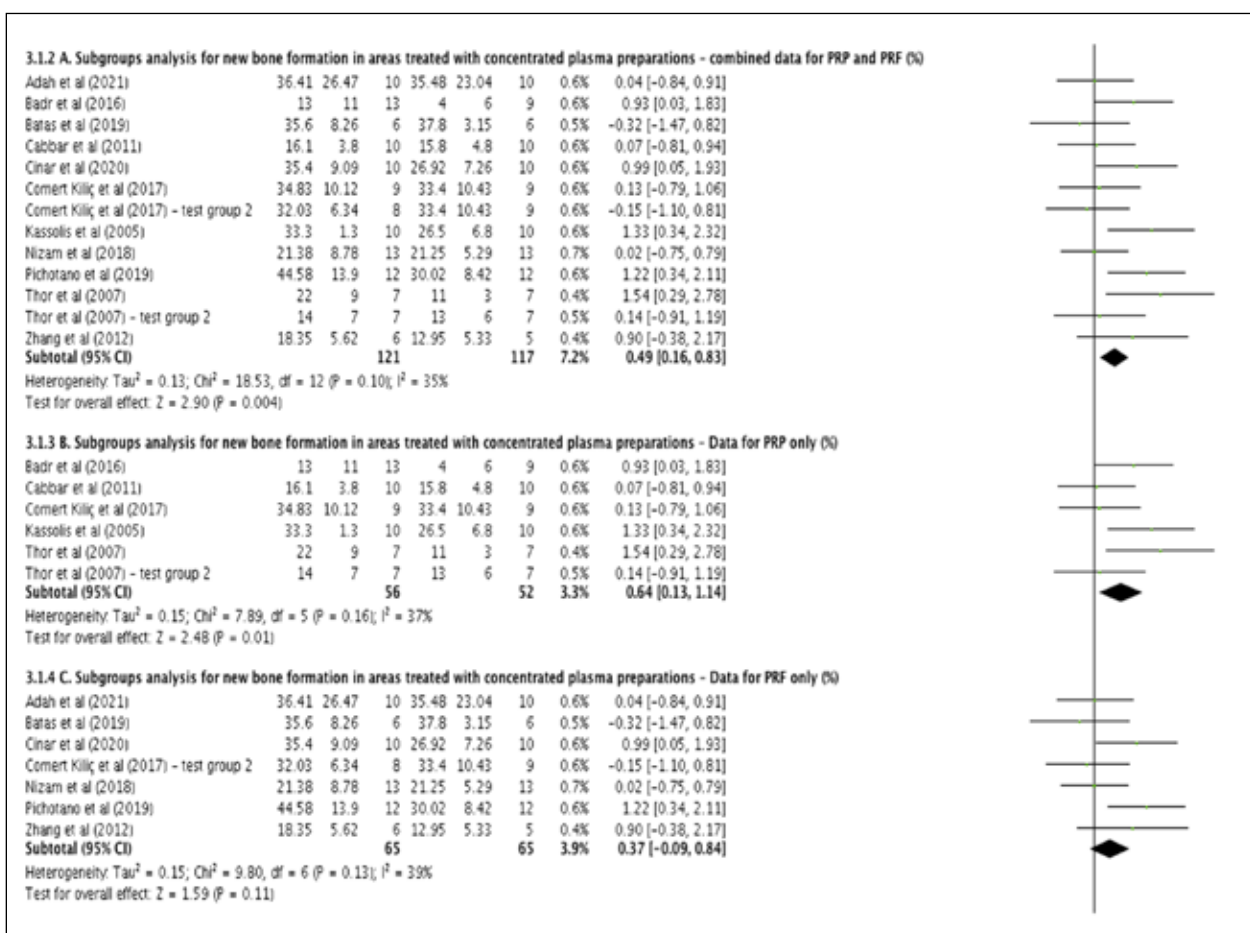 3.1.2 A. Subgroups analysis for new bone formation in areas treated with concentrated plasma preparations – combined data for PRP and PRF (%)
Adah et al (2021) 36.41 26.47 10 35.48 23.04 10 0.6% 0.04 [−0.84, 0.91]
Badr et al (2016) 13 11 13 4 6 9 0.6% 0.93 [0.03, 1.83]
Batas et al (2019) 35.6 8.26 6 37.8 3.15 6 0.5% −0.32 [−1.47, 0.82]
Cabbar et al (2011) 16.1 3.8 10 15.8 4.8 10 0.6% 0.07 [−0.81, 0.94]
Cinar et al (2020) 35.4 9.09 10 26.92 7.26 10 0.6% 0.99 [0.05, 1.93]
Comert Kiliç et al (2017) 34.83 10.12 9 33.4 10.43 9 0.6% 0.13 [−0.79, 1.06]
Comert Kiliç et al (2017) – test group 2 32.03 6.34 8 33.4 10.43 9 0.6% −0.15 [−1.10, 0.81]
Kassolis et al (2005) 33.3 1.3 10 26.5 6.8 10 0.6% 1.33 [0.34, 2.32]
Nizam et al (2018) 21.38 8.78 13 21.25 5.29 13 0.7% 0.02 [−0.75, 0.79]
Pichotano et al (2019) 44.58 13.9 12 30.02 8.42 12 0.6% 1.22 [0.34, 2.11]
Thor et al (2007) 22 9 7 11 3 7 0.4% 1.54 [0.29, 2.78]
Thor et al (2007) – test group 2 14 7 7 13 6 7 0.5% 0.14 [−0.91, 1.19]
Zhang et al (2012) 18.35 5.62 6 12.95 5.33 5 0.4% 0.90 [−0.38, 2.17]
Subtotal (95% CI) 121 117 7.2% 0.49 [0.16, 0.83]
Heterogeneity: Tau² = 0.13; Chi² = 18.53, df = 12 (P = 0.10); I² = 35%
Test for overall effect: Z = 2.90 (P = 0.004)
3.1.3 B. Subgroups analysis for new bone formation in areas treated with concentrated plasma preparations – Data for PRP only (%)
Badr et al (2016) 13 11 13 4 6 9 0.6% 0.93 [0.03, 1.83]
Cabbar et al (2011) 16.1 3.8 10 15.8 4.8 10 0.6% 0.07 [−0.81, 0.94]
Comert Kiliç et al (2017) 34.83 10.12 9 33.4 10.43 9 0.6% 0.13 [−0.79, 1.06]
Kassolis et al (2005) 33.3 1.3 10 26.5 6.8 10 0.6% 1.33 [0.34, 2.32]
Thor et al (2007) 22 9 7 11 3 7 0.4% 1.54 [0.29, 2.78]
Thor et al (2007) – test group 2 14 7 7 13 6 7 0.5% 0.14 [−0.91, 1.19]
Subtotal (95% CI) 56 52 3.3% 0.64 [0.13, 1.14]
Heterogeneity: Tau² = 0.15; Chi² = 7.89, df = 5 (P = 0.16); I² = 37%
Test for overall effect: Z = 2.48 (P = 0.01)
3.1.4 C. Subgroups analysis for new bone formation in areas treated with concentrated plasma preparations – Data for PRF only (%)
Adah et al (2021) 36.41 26.47 10 35.48 23.04 10 0.6% 0.04 [−0.84, 0.91]
Batas et al (2019) 35.6 8.26 6 37.8 3.15 6 0.5% −0.32 [−1.47, 0.82]
Cinar et al (2020) 35.4 9.09 10 26.92 7.26 10 0.6% 0.99 [0.05, 1.93]
Comert Kiliç et al (2017) – test group 2 32.03 6.34 8 33.4 10.43 9 0.6% −0.15 [−1.10, 0.81]
Nizam et al (2018) 21.38 8.78 13 21.25 5.29 13 0.7% 0.02 [−0.75, 0.79]
Pichotano et al (2019) 44.58 13.9 12 30.02 8.42 12 0.6% 1.22 [0.34, 2.11]
Zhang et al (2012) 18.35 5.62 6 12.95 5.33 5 0.4% 0.90 [−0.38, 2.17]
Subtotal (95% CI) 65 65 3.9% 0.37 [−0.09, 0.84]
Heterogeneity: Tau² = 0.15; Chi² = 9.80, df = 6 (P = 0.13); I² = 39%
Test for overall effect: Z = 1.59 (P = 0.11)